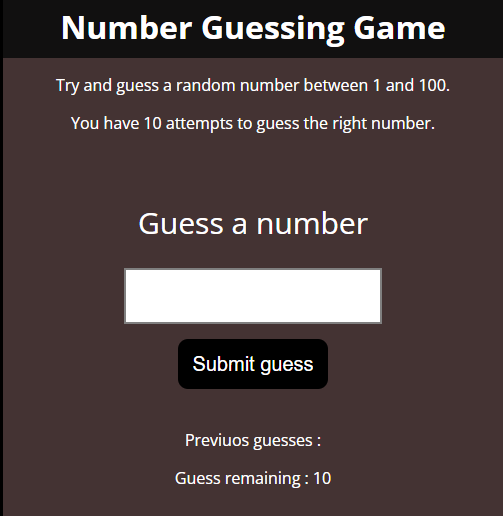 Number Guessing Game
Try and guess a random number between 1 and 100.
You have 10 attempts to guess the right number.
Guess a number
Submit guess
Previuos guesses :
Guess remaining : 10